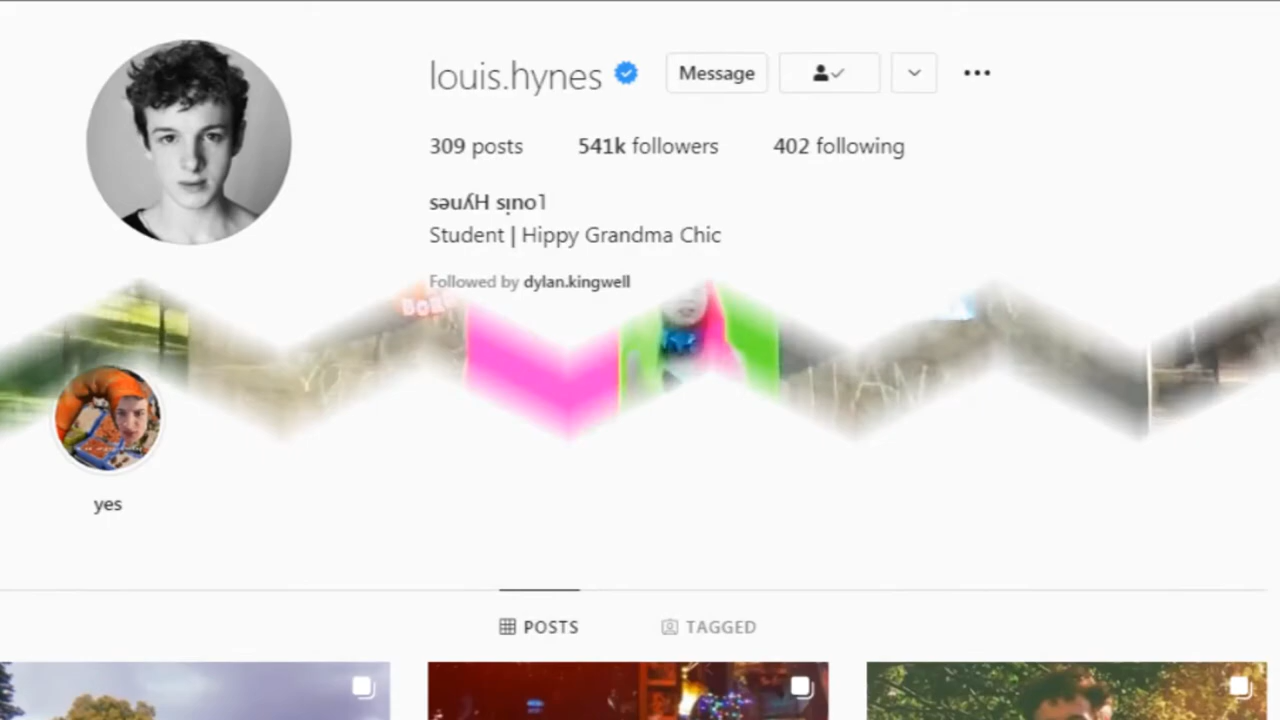 louis.hynes Message
309 posts 541k followers 402 following
sǝuʎH sᴉnoꓶ
Student | Hippy Grandma Chic
Followed by dylan.kingwell
yes
POSTS TAGGED